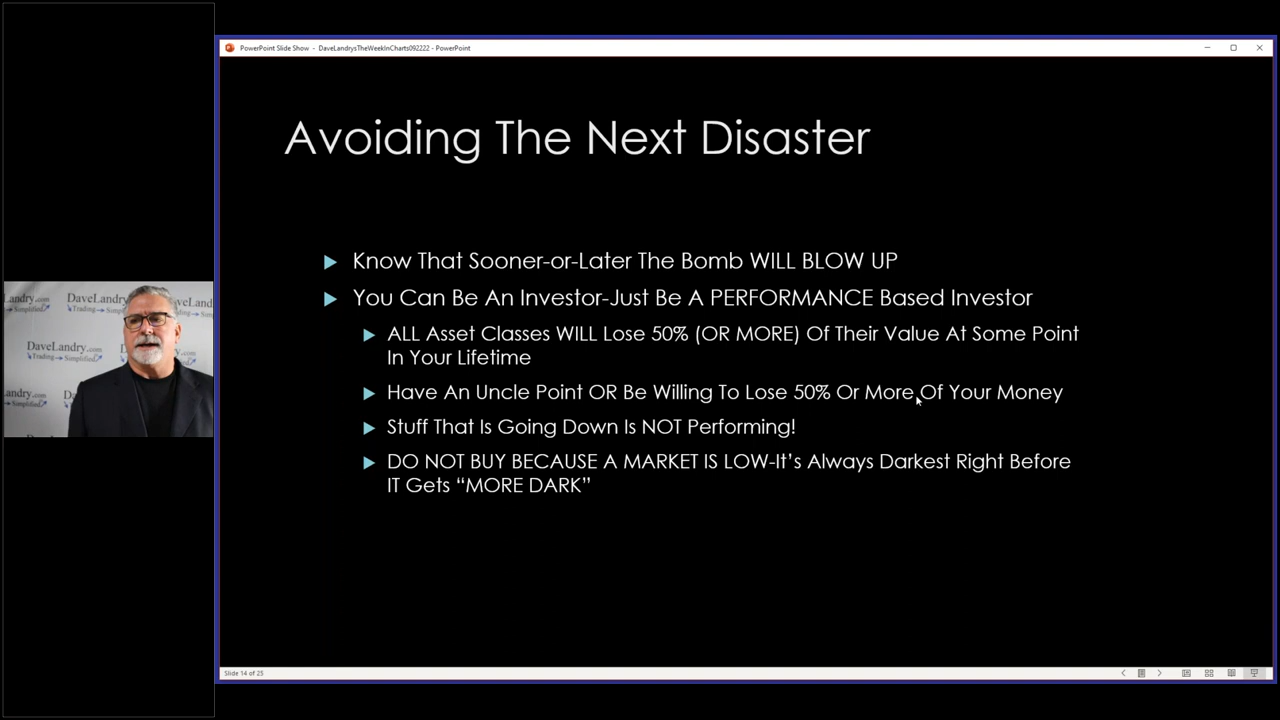 PowerPoint Slide Show - DaveLandrysTheWeekInCharts092222 - PowerPoint
Avoiding The Next Disaster
Know That Sooner-or-Later The Bomb WILL BLOW UP
You Can Be An Investor-Just Be A PERFORMANCE Based Investor
ALL Asset Classes WILL Lose 50% (OR MORE) Of Their Value At Some Point
In Your Lifetime
Have An Uncle Point OR Be Willing To Lose 50% Or More Of Your Money
Stuff That Is Going Down Is NOT Performing!
DO NOT BUY BECAUSE A MARKET IS LOW-It's Always Darkest Right Before
IT Gets “MORE DARK”
DaveLandry.com
Trading Simplified
Slide 14 of 25